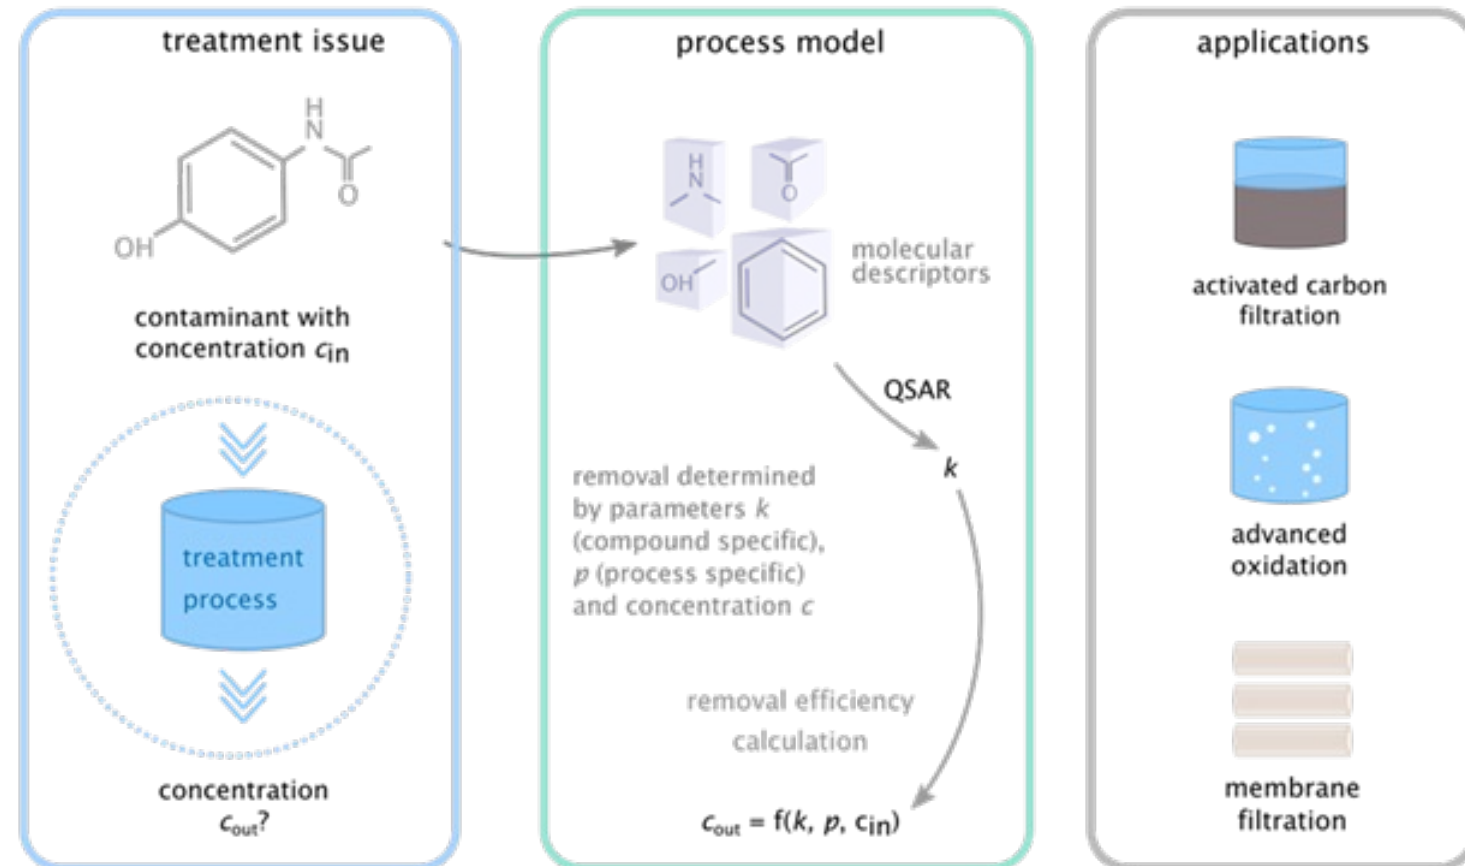 treatment issue
H
N
O
OH
contaminant with
concentration cin
treatment
process
concentration
cout?
process model
H
N
O
OH
molecular
descriptors
QSAR
k
removal determined
by parameters k
(compound specific),
p (process specific)
and concentration c
removal efficiency
calculation
cout = f(k, p, cin)
applications
activated carbon
filtration
advanced
oxidation
membrane
filtration